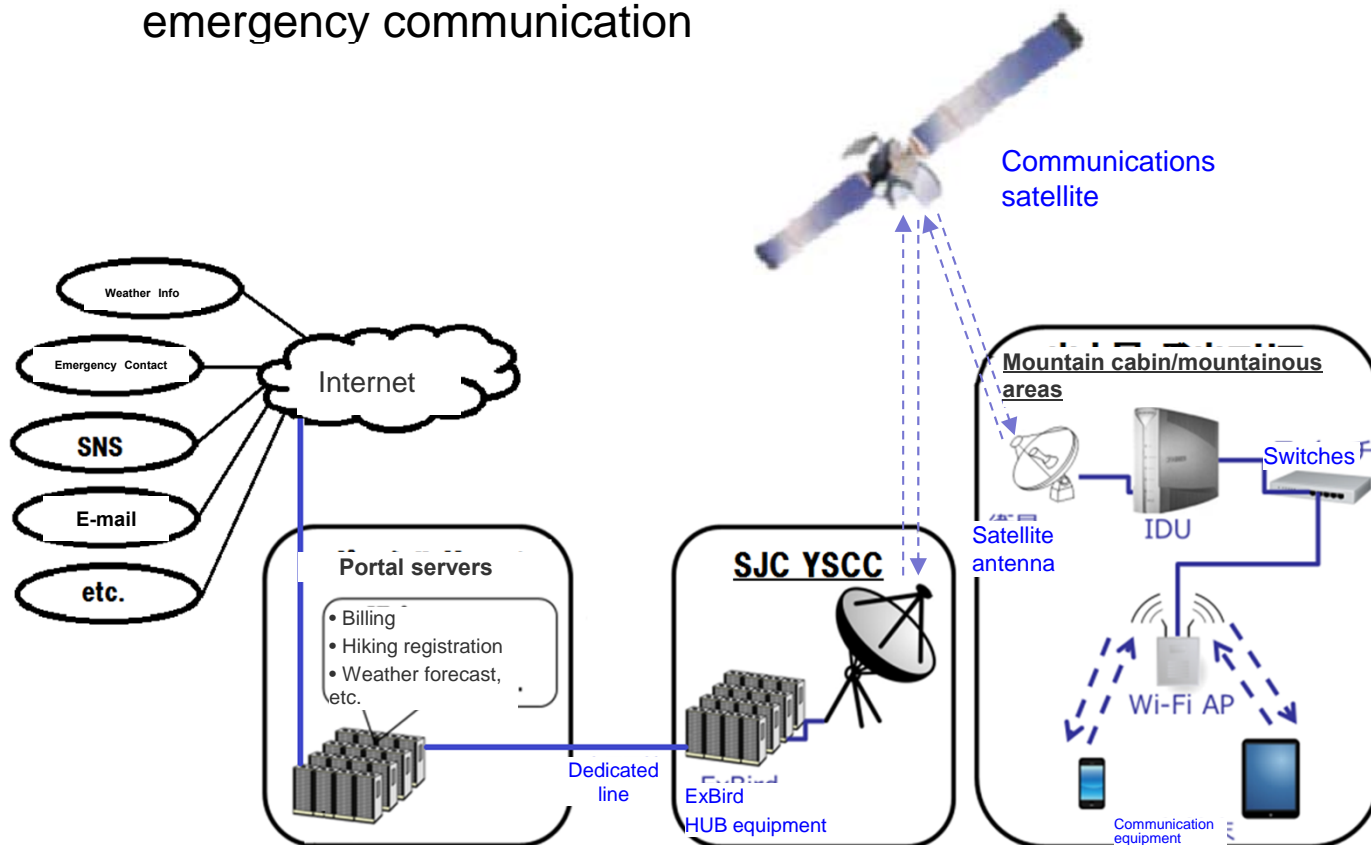 emergency communication
Communications
satellite
Weather Info
Emergency Contact
Internet
SNS
E-mail
etc.
Portal servers
• Billing
• Hiking registration
• Weather forecast,
etc.
Dedicated
line
SJC YSCC
ExBird
HUB equipment
Mountain cabin/mountainous
areas
Switches
IDU
Satellite
antenna
Wi-Fi AP
Communication
equipment